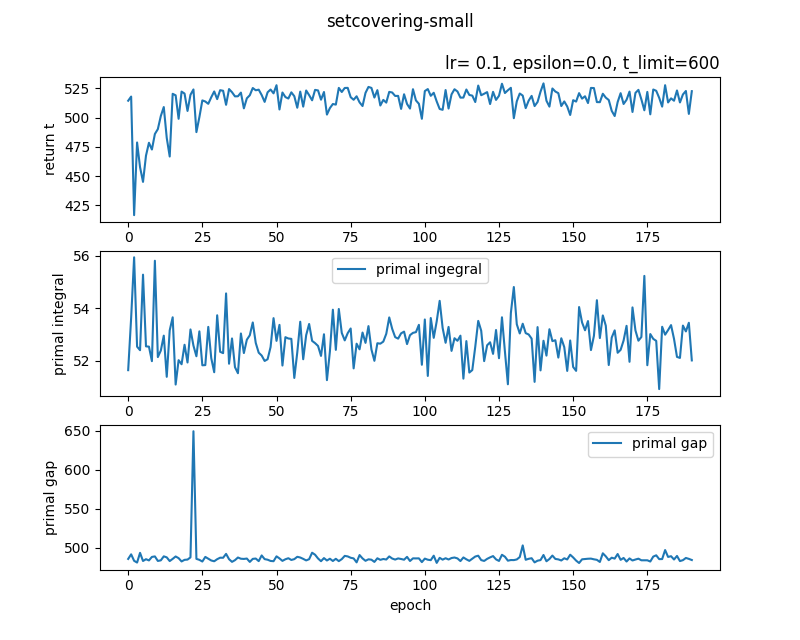 setcovering-small
lr= 0.1, epsilon=0.0, t_limit=600
return t
525
500
475
450
425
0 25 50 75 100 125 150 175
primal integral
primal ingegral
56
54
52
0 25 50 75 100 125 150 175
primal gap
primal gap
650
600
550
500
0 25 50 75 100 125 150 175
epoch